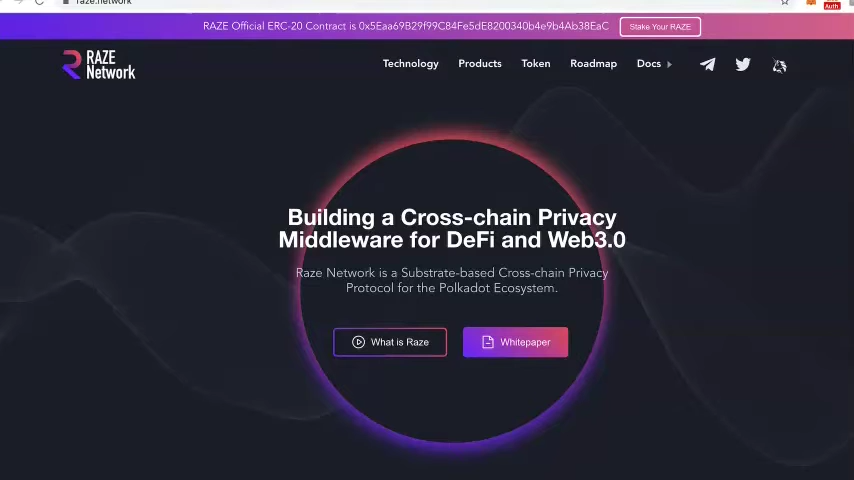 raze.network
Auth
RAZE Official ERC-20 Contract is 0x5Eaa69B29f99C84Fe5dE8200340b4e9b4Ab38EaC
Stake Your RAZE
RAZE
Network
Technology
Products
Token
Roadmap
Docs
Building a Cross-chain Privacy
Middleware for DeFi and Web3.0
Raze Network is a Substrate-based Cross-chain Privacy
Protocol for the Polkadot Ecosystem.
What is Raze
Whitepaper